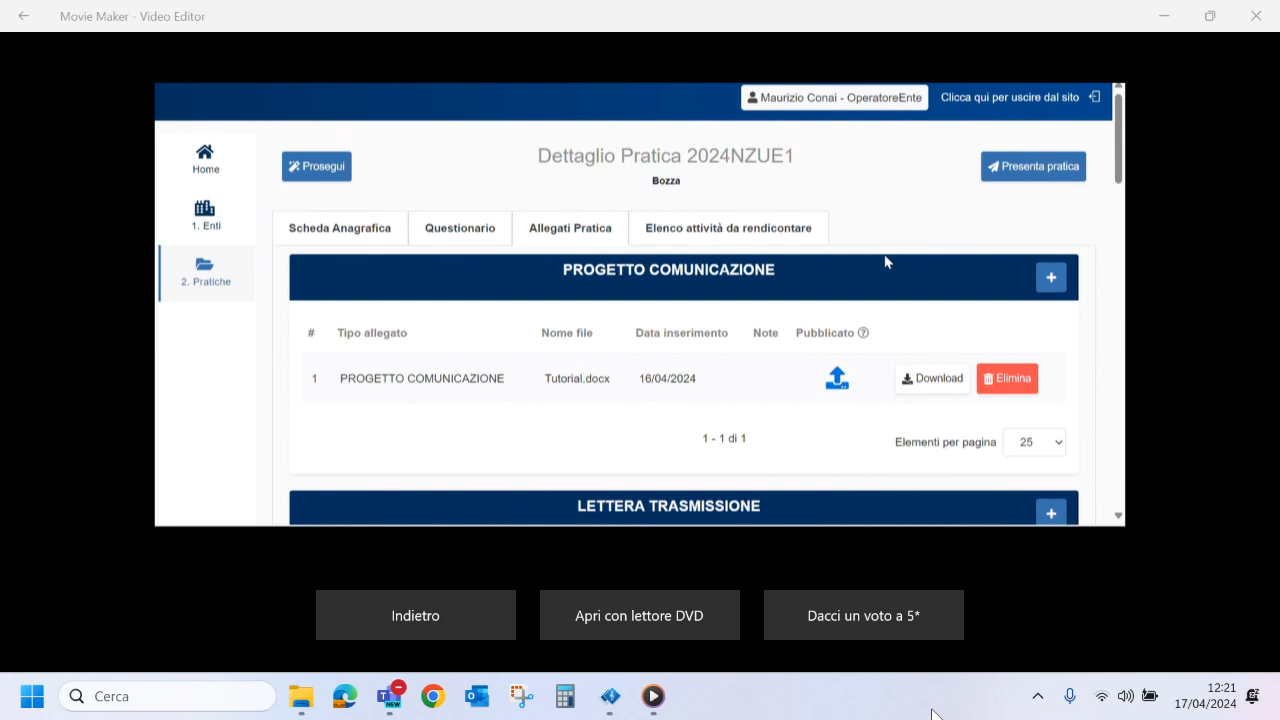 Movie Maker - Video Editor
Maurizio Conai - OperatoreEnte
Clicca qui per uscire dal sito
Home
1. Enti
2. Pratiche
Prosegui
Dettaglio Pratica 2024NZUE1
Bozza
Presenta pratica
Scheda Anagrafica
Questionario
Allegati Pratica
Elenco attività da rendicontare
PROGETTO COMUNICAZIONE
+
# Tipo allegato Nome file Data inserimento Note Pubblicato ?
1 PROGETTO COMUNICAZIONE Tutorial.docx 16/04/2024 Download Elimina
1 - 1 di 1
Elementi per pagina 25
LETTERA TRASMISSIONE
+
Indietro
Apri con lettore DVD
Dacci un voto a 5*
Cerca
NEW
12:21
17/04/2024